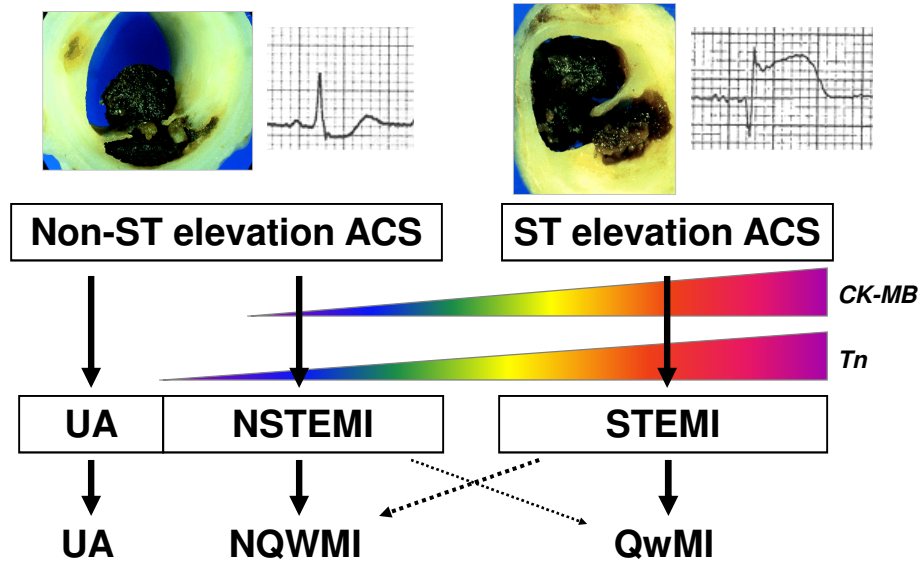 Non-ST elevation ACS
ST elevation ACS
CK-MB
Tn
UA
NSTEMI
STEMI
UA
NQWMI
QwMI